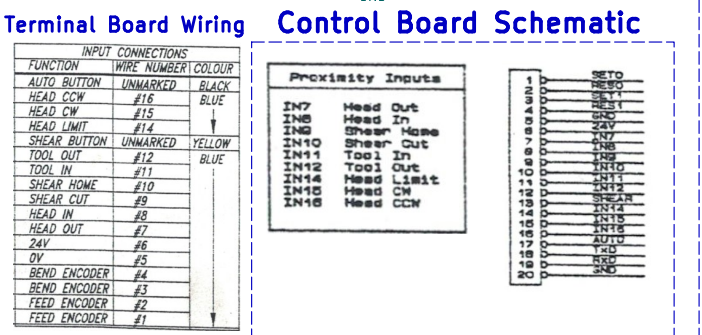 Terminal Board Wiring
INPUT CONNECTIONS
FUNCTION WIRE NUMBER COLOUR
AUTO BUTTON UNMARKED BLACK
HEAD CCW #16 BLUE
HEAD CW #15
HEAD LIMIT #14
SHEAR BUTTON UNMARKED YELLOW
TOOL OUT #12 BLUE
TOOL IN #11
SHEAR HOME #10
SHEAR CUT #9
HEAD IN #8
HEAD OUT #7
24V #6
0V #5
BEND ENCODER #4
BEND ENCODER #3
FEED ENCODER #2
FEED ENCODER #1
Control Board Schematic
Proximity Inputs
IN7 Head Out
IN8 Head In
IN9 Shear Home
IN10 Shear Cut
IN11 Tool In
IN12 Tool Out
IN14 Head Limit
IN15 Head CW
IN16 Head CCW
1 SET0
2 RES0
3 SET1
4 RES1
5 GND
6 24V
7 IN7
8 IN8
9 IN9
10 IN10
11 IN11
12 IN12
13 SHEAR
14 IN14
15 IN15
16 IN16
17 AUTO
18 TxD
19 RxD
20 GND